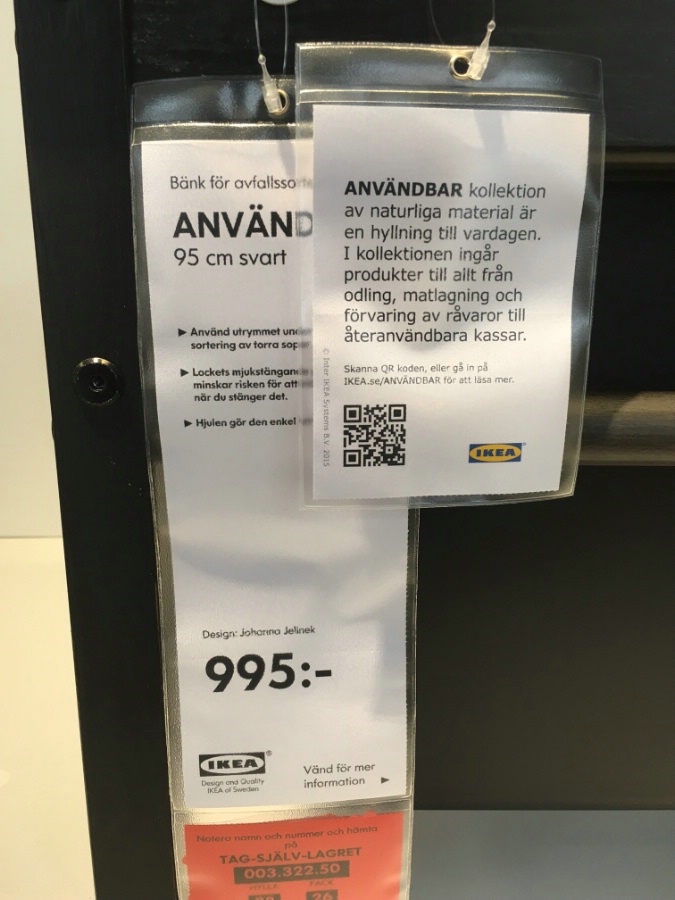 Bänk för avfallsso
ANVÄND
95 cm svart
► Använd utrymmet un
sortering av torra
► Lockets
minskar risken för att
när du stänger det.
► Hjulen gör den enkel
Design: Johanna Jelinek
995:-
IKEA®
Design and Quality
IKEA of Sweden
Vänd för mer
information ►
Notera namn och nummer och hämta
på
TAG-SJÄLV-LAGRET
003.322.50
HYLLA FACK
26
ANVÄNDBAR kollektion
av naturliga material är
en hyllning till vardagen.
I kollektionen ingår
produkter till allt från
odling, matlagning och
förvaring av råvaror till
återanvändbara kassar.
Skanna QR koden, eller gå in på
IKEA.se/ANVÄNDBAR för att läsa mer.
© Inter IKEA Systems B.V. 2015
IKEA